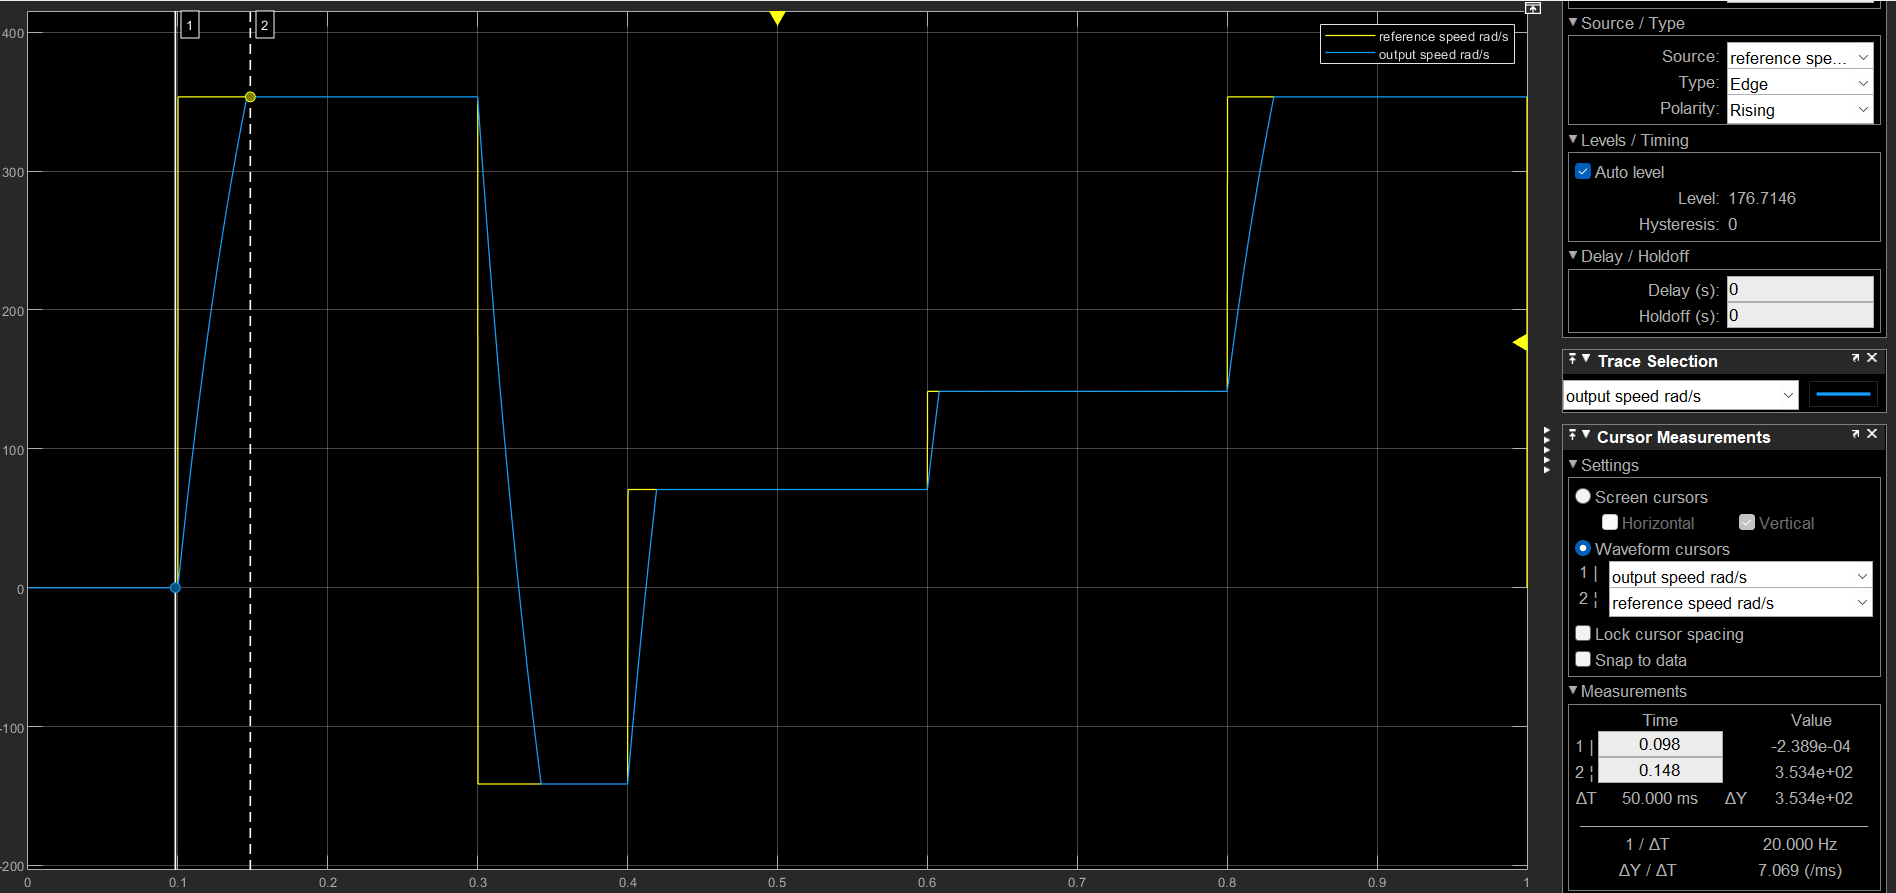 1
2
reference speed rad/s
output speed rad/s
400
300
200
100
0
-100
-200
0
0.1
0.2
0.3
0.4
0.5
0.6
0.7
0.8
0.9
1
Source / Type
Source: reference spe...
Type: Edge
Polarity: Rising
Levels / Timing
Auto level
Level: 176.7146
Hysteresis: 0
Delay / Holdoff
Delay (s): 0
Holdoff (s): 0
Trace Selection
output speed rad/s
Cursor Measurements
Settings
Screen cursors
Horizontal Vertical
Waveform cursors
1 | output speed rad/s
2 ¦ reference speed rad/s
Lock cursor spacing
Snap to data
Measurements
Time Value
1 | 0.098 -2.389e-04
2 ¦ 0.148 3.534e+02
ΔT 50.000 ms ΔY 3.534e+02
1 / ΔT 20.000 Hz
ΔY / ΔT 7.069 (/ms)